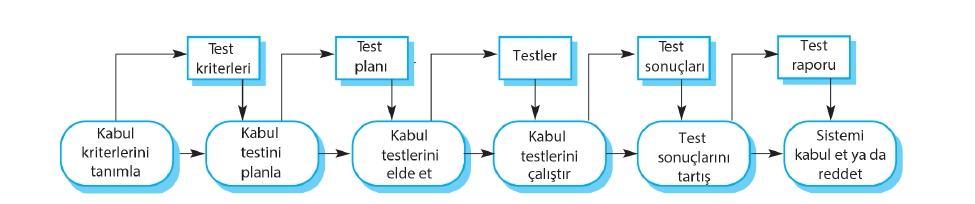 Test
kriterleri
Test
planı
Testler
Test
sonuçları
Test
raporu
Kabul
kriterlerini
tanımla
Kabul
testini
planla
Kabul
testlerini
elde et
Kabul
testlerini
çalıştır
Test
sonuçlarını
tartış
Sistemi
kabul et ya da
reddet